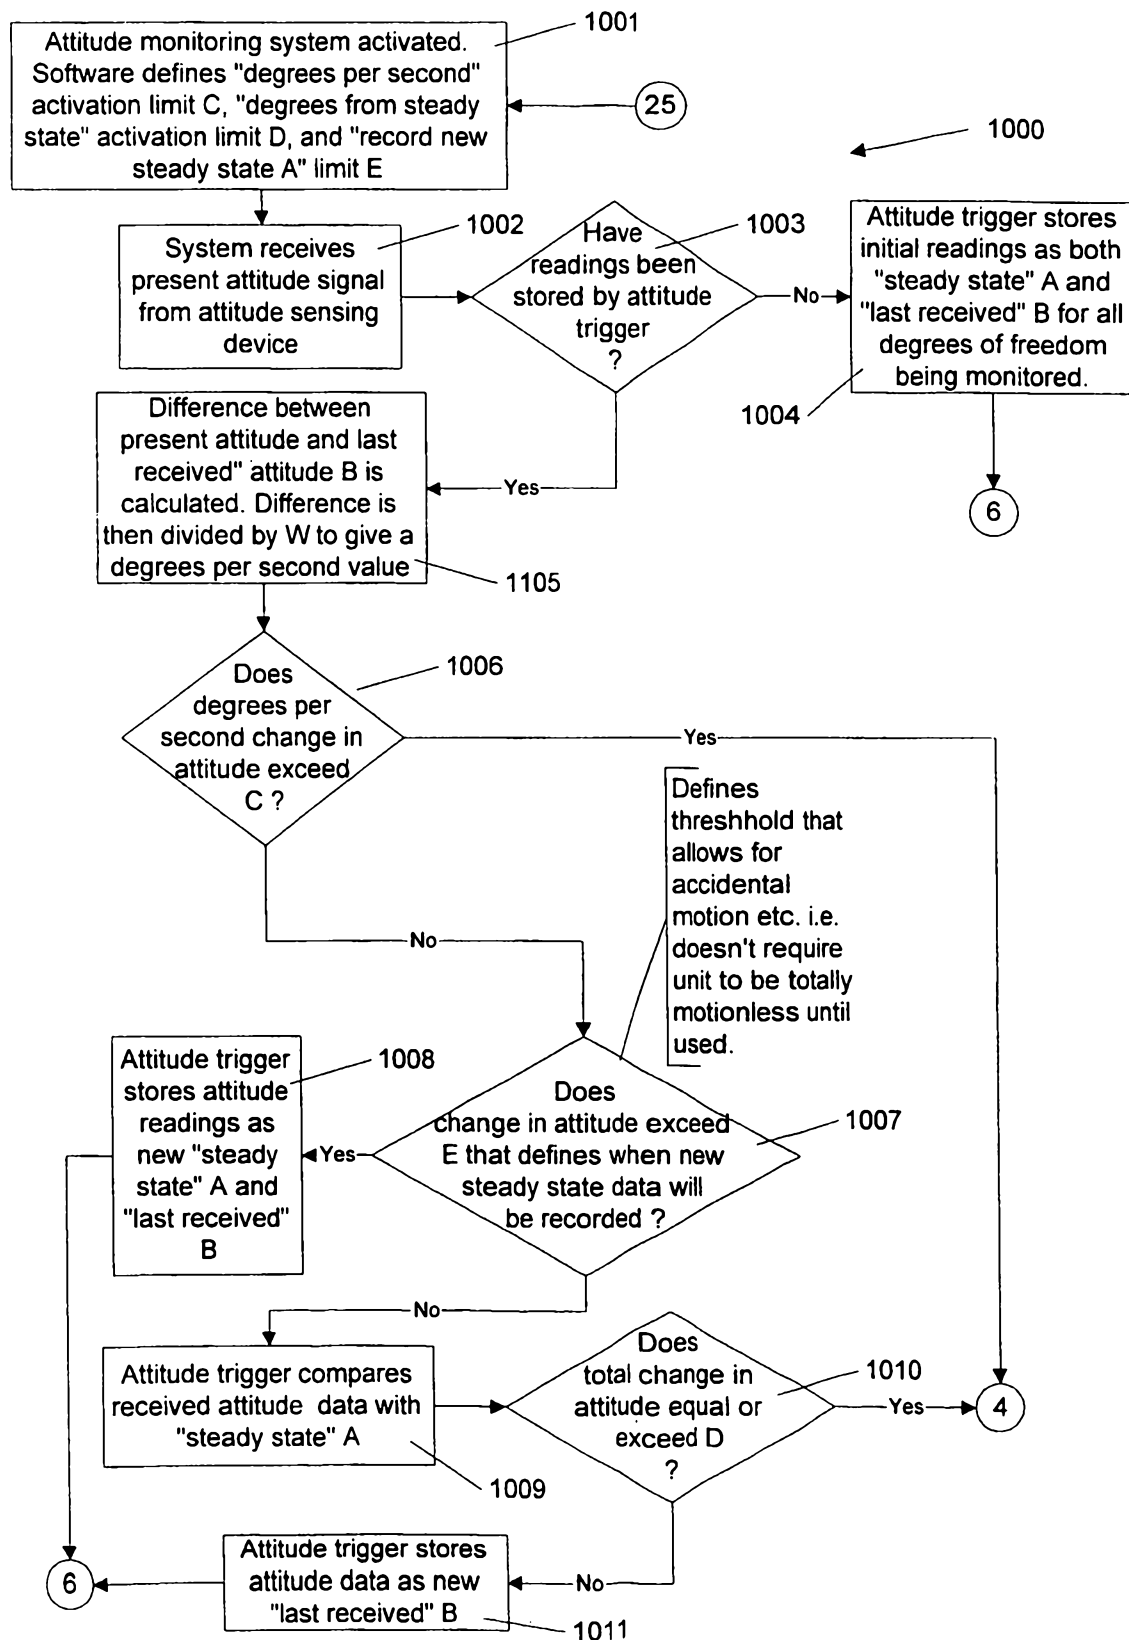 1001
Attitude monitoring system activated.
Software defines "degrees per second"
activation limit C, "degrees from steady
state" activation limit D, and "record new
steady state A" limit E
25
1000
1002
System receives
present attitude signal
from attitude sensing
device
1003
Have
readings been
stored by attitude
trigger
?
No
Attitude trigger stores
initial readings as both
"steady state" A and
"last received" B for all
degrees of freedom
being monitored.
1004
6
Yes
Difference between
present attitude and last
received" attitude B is
calculated. Difference is
then divided by W to give a
degrees per second value
1105
1006
Does
degrees per
second change in
attitude exceed
C ?
Yes
Defines
threshhold that
allows for
accidental
motion etc. i.e.
doesn't require
unit to be totally
motionless until
used.
No
Attitude trigger
stores attitude
readings as
new "steady
state" A and
"last received"
B
1008
Yes
Does
change in attitude exceed
E that defines when new
steady state data will
be recorded ?
1007
No
Attitude trigger compares
received attitude data with
"steady state" A
1009
Does
total change in
attitude equal or
exceed D
?
1010
Yes
4
No
Attitude trigger stores
attitude data as new
"last received" B
1011
6